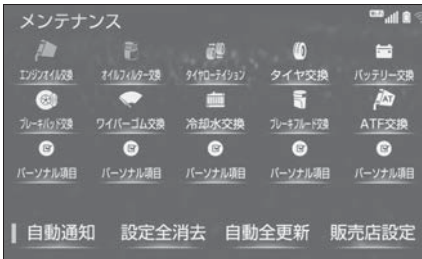 メンテナンス
エンジンオイル交換 オイルフィルター交換 タイヤローテイション タイヤ交換 バッテリー交換
ブレーキパッド交換 ワイパーゴム交換 冷却水交換 ブレーキフルード交換 ATF交換
パーソナル項目 パーソナル項目 パーソナル項目 パーソナル項目 パーソナル項目
自動通知 設定全消去 自動全更新 販売店設定